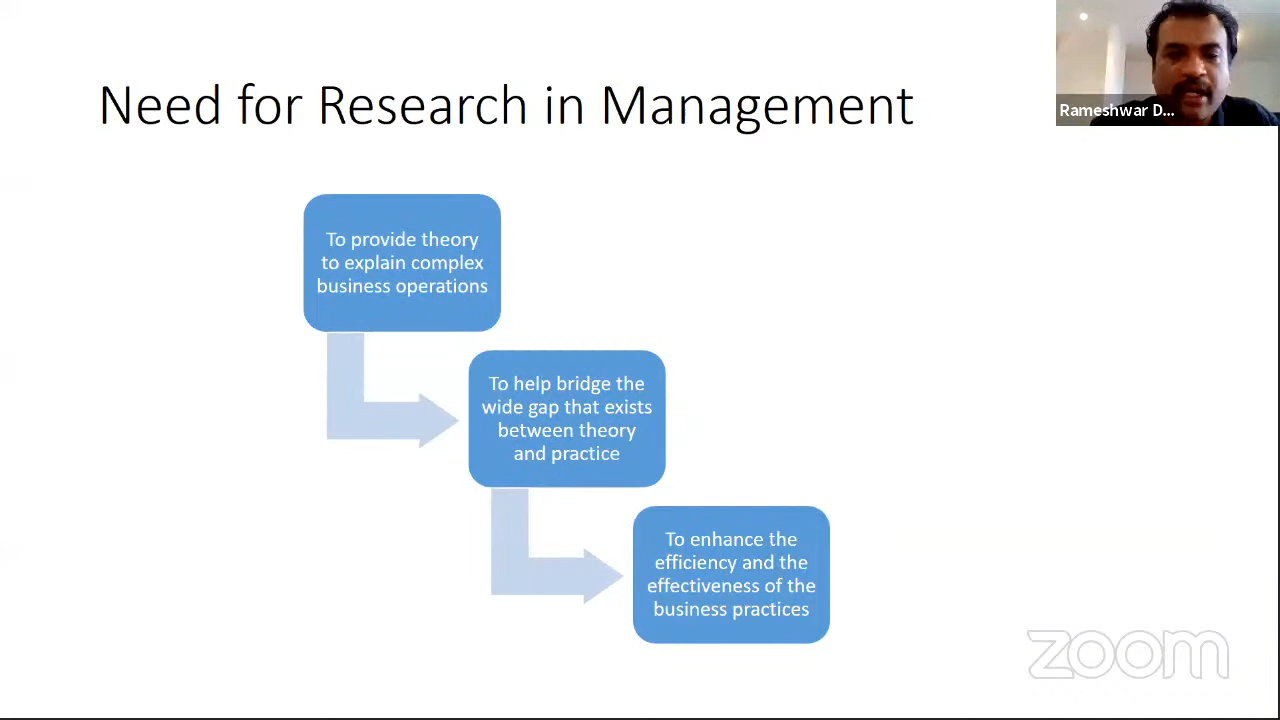 Need for Research in Management
Rameshwar D...
To provide theory
to explain complex
business operations
To help bridge the
wide gap that exists
between theory
and practice
To enhance the
efficiency and the
effectiveness of the
business practices
zoom